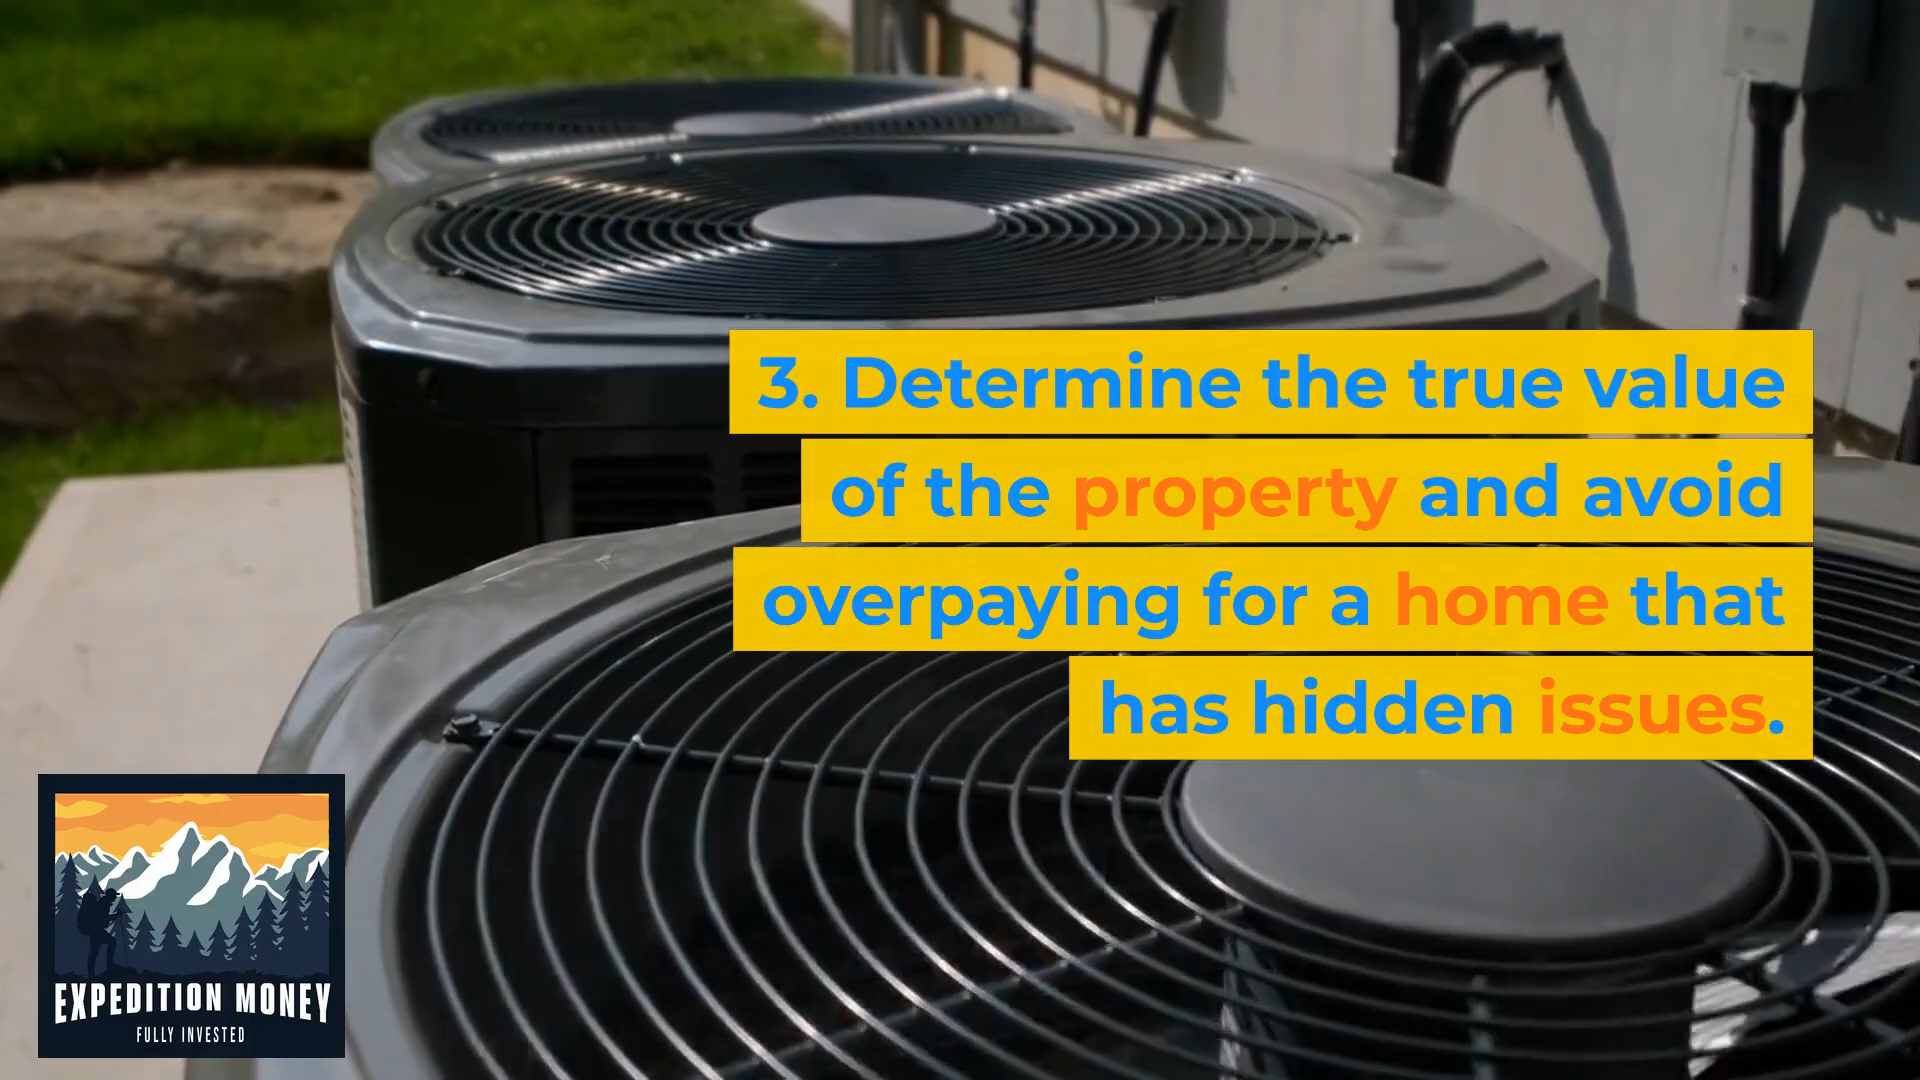 3. Determine the true value
of the property and avoid
overpaying for a home that
has hidden issues.
EXPEDITION MONEY
FULLY INVESTED